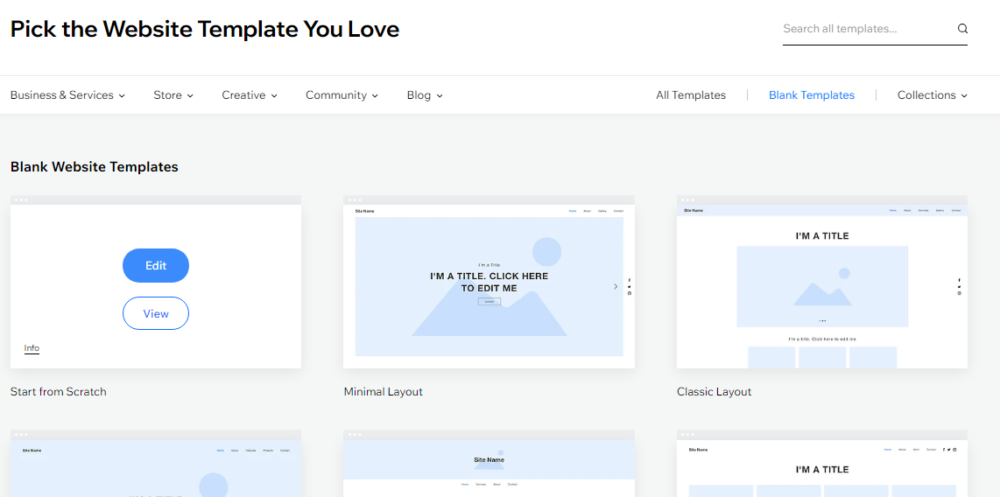 Pick the Website Template You Love
Search all templates...
Business & Services Store Creative Community Blog All Templates Blank Templates Collections
Blank Website Templates
Edit
View
Info
Start from Scratch
Site Name
Home About Gallery Contact
I'm a Title
I'M A TITLE. CLICK HERE
TO EDIT ME
Contact
Minimal Layout
Site Name
Home About Services Gallery Contact
I'M A TITLE
I'm a title. Click here to edit me
Classic Layout
Site Name
Home About Features Projects Contact
I'M A TITLE
Site Name
Home Services About Contact
Site Name
Home About Work Contact
I'M A TITLE